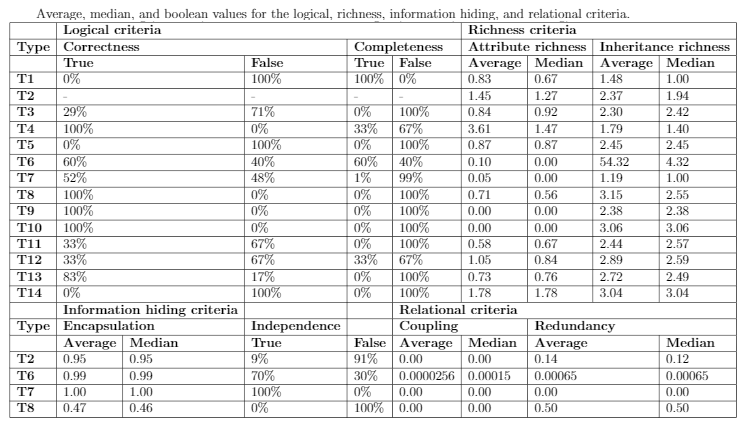 Average, median, and boolean values for the logical, richness, information hiding, and relational criteria.
Logical criteria Richness criteria
Type Correctness Completeness Attribute richness Inheritance richness
True False True False Average Median Average Median
T1 0% 100% 100% 0% 0.83 0.67 1.48 1.00
T2 - - - - 1.45 1.27 2.37 1.94
T3 29% 71% 0% 100% 0.84 0.92 2.30 2.42
T4 100% 0% 33% 67% 3.61 1.47 1.79 1.40
T5 0% 100% 0% 100% 0.87 0.87 2.45 2.45
T6 60% 40% 60% 40% 0.10 0.00 54.32 4.32
T7 52% 48% 1% 99% 0.05 0.00 1.19 1.00
T8 100% 0% 0% 100% 0.71 0.56 3.15 2.55
T9 100% 0% 0% 100% 0.00 0.00 2.38 2.38
T10 100% 0% 0% 100% 0.00 0.00 3.06 3.06
T11 33% 67% 0% 100% 0.58 0.67 2.44 2.57
T12 33% 67% 33% 67% 1.05 0.84 2.89 2.59
T13 83% 17% 0% 100% 0.73 0.76 2.72 2.49
T14 0% 100% 0% 100% 1.78 1.78 3.04 3.04
Information hiding criteria Relational criteria
Type Encapsulation Independence Coupling Redundancy
Average Median True False Average Median Average Median
T2 0.95 0.95 9% 91% 0.00 0.00 0.14 0.12
T6 0.99 0.99 70% 30% 0.0000256 0.00015 0.00065 0.00065
T7 1.00 1.00 100% 0% 0.00 0.00 0.00 0.00
T8 0.47 0.46 0% 100% 0.00 0.00 0.50 0.50